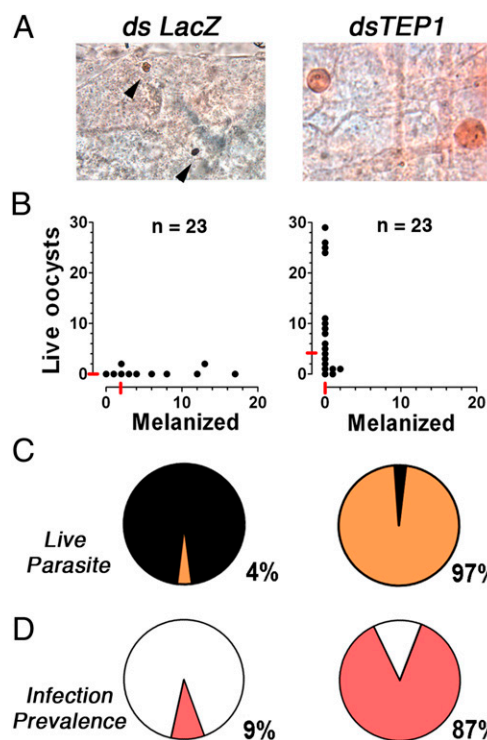 A
ds LacZ
dsTEP1
B
n = 23
n = 23
Live oocysts
30
20
10
0
30
20
10
0
0
10
20
0
10
20
Melanized
Melanized
C
Live
Parasite
4%
97%
D
Infection
Prevalence
9%
87%